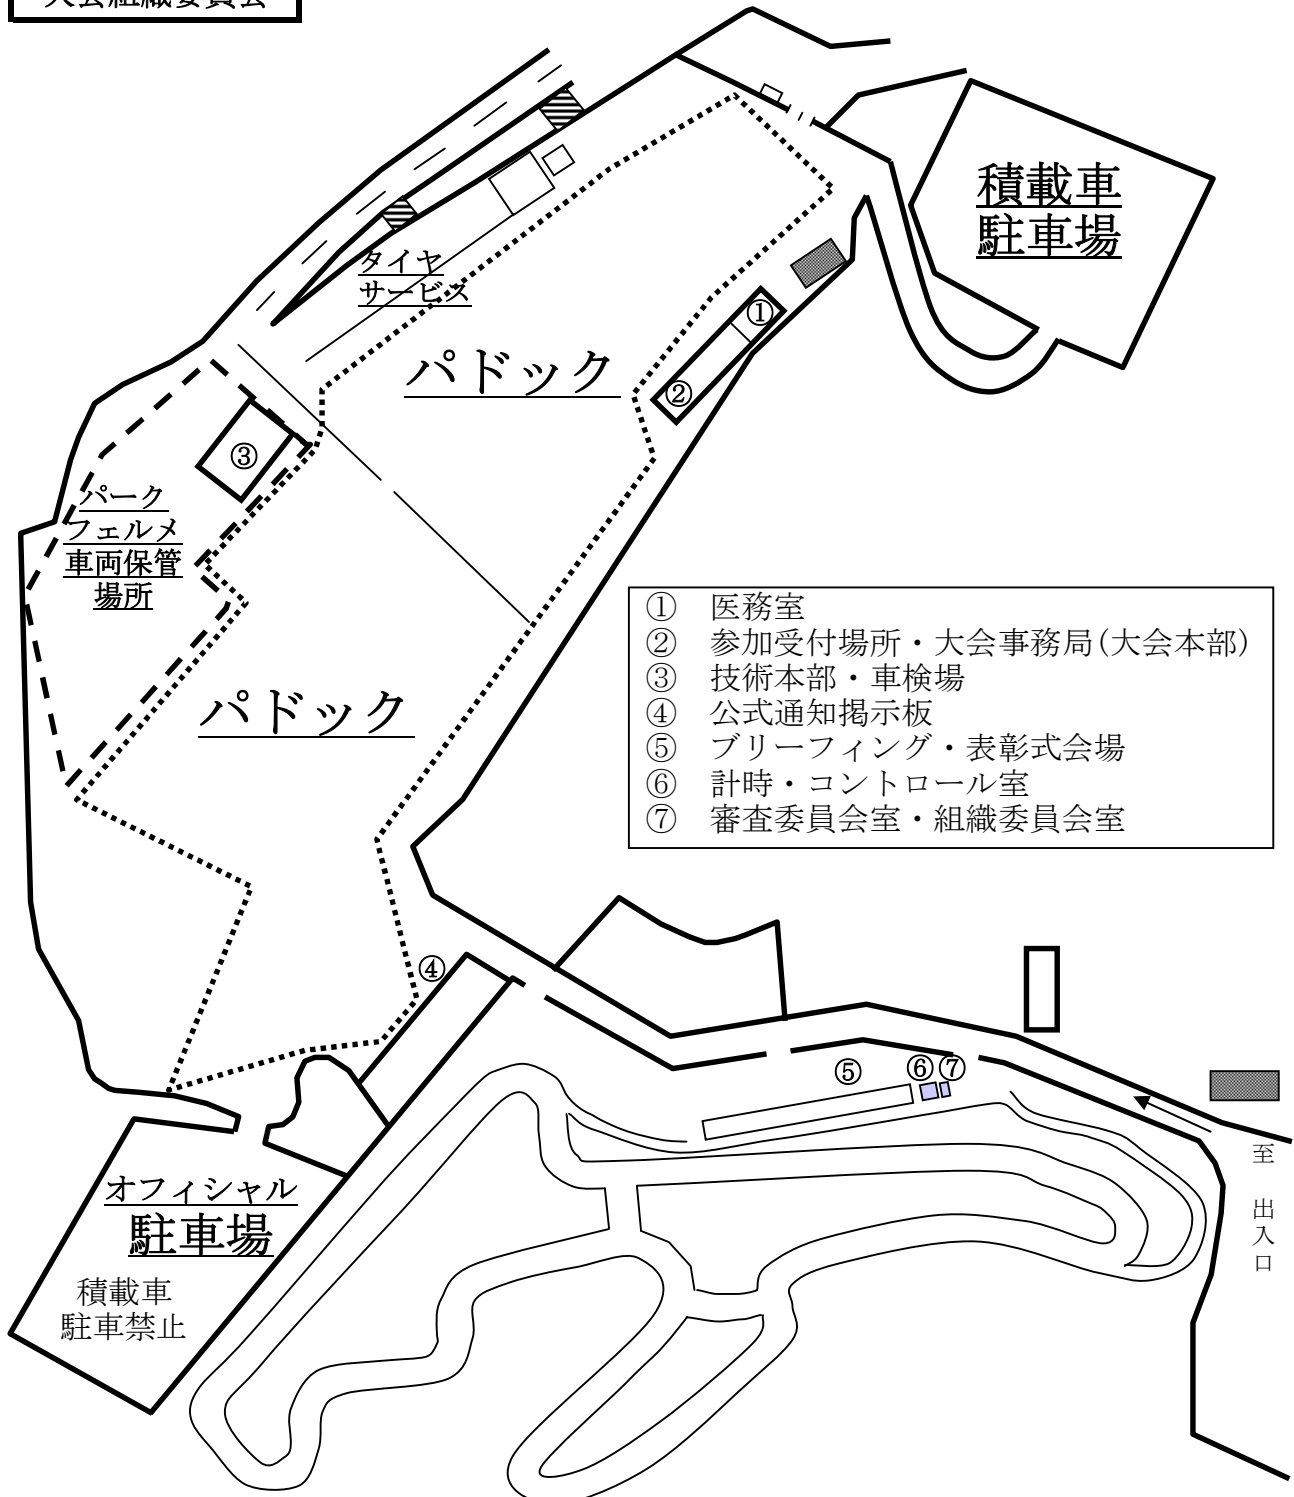 大会組織委員会
積載車
駐車場
タイヤ
サービス
①
パドック
②
③
パーク
フェルメ
車両保管
場所
① 医務室
② 参加受付場所・大会事務局(大会本部)
③ 技術本部・車検場
④ 公式通知掲示板
⑤ ブリーフィング・表彰式会場
⑥ 計時・コントロール室
⑦ 審査委員会室・組織委員会室
パドック
④
⑤
⑥
⑦
至 出入口
オフィシャル
駐車場
積載車
駐車禁止